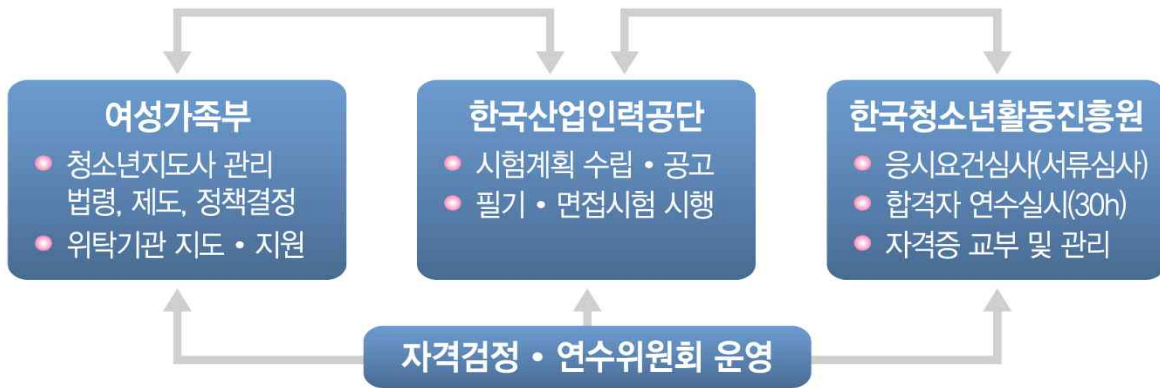 여성가족부
• 청소년지도사 관리
법령, 제도, 정책결정
• 위탁기관 지도 • 지원
한국산업인력공단
• 시험계획 수립 • 공고
• 필기 • 면접시험 시행
한국청소년활동진흥원
• 응시요건심사(서류심사)
• 합격자 연수실시(30h)
• 자격증 교부 및 관리
자격검정 • 연수위원회 운영